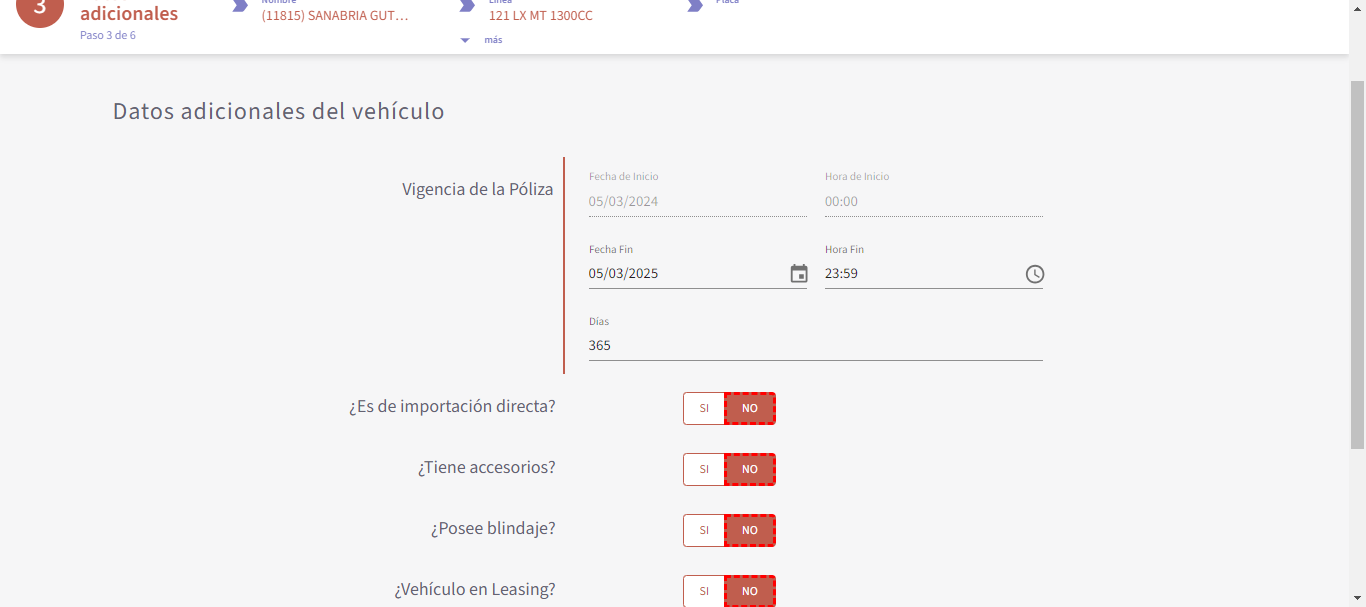 3
adicionales
Paso 3 de 6
Nombre
(11815) SANABRIA GUT...
Línea
121 LX MT 1300CC
más
Placa
Datos adicionales del vehículo
Vigencia de la Póliza
Fecha de Inicio
05/03/2024
Hora de Inicio
00:00
Fecha Fin
05/03/2025
Hora Fin
23:59
Días
365
¿Es de importación directa?
SI NO
¿Tiene accesorios?
SI NO
¿Posee blindaje?
SI NO
¿Vehículo en Leasing?
SI NO